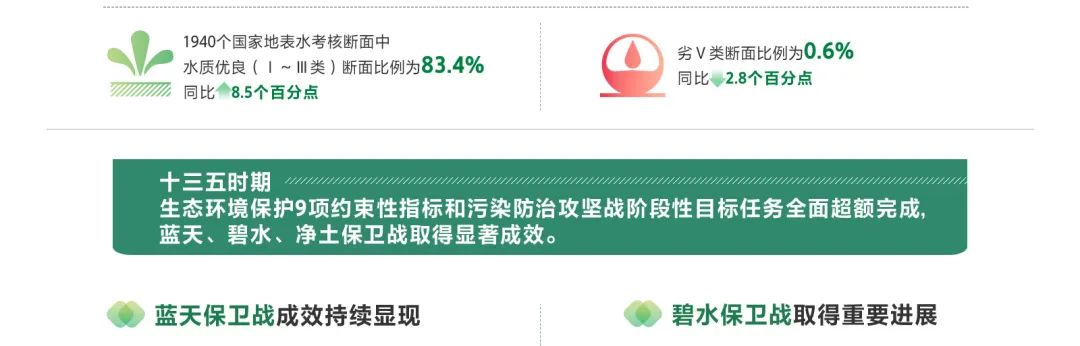 1940个国家地表水考核断面中
水质优良（Ⅰ～Ⅲ类）断面比例为83.4%
同比8.5个百分点
劣Ⅴ类断面比例为0.6%
同比2.8个百分点
十三五时期
生态环境保护9项约束性指标和污染防治攻坚战阶段性目标任务全面超额完成,
蓝天、碧水、净土保卫战取得显著成效。
蓝天保卫战成效持续显现
碧水保卫战取得重要进展